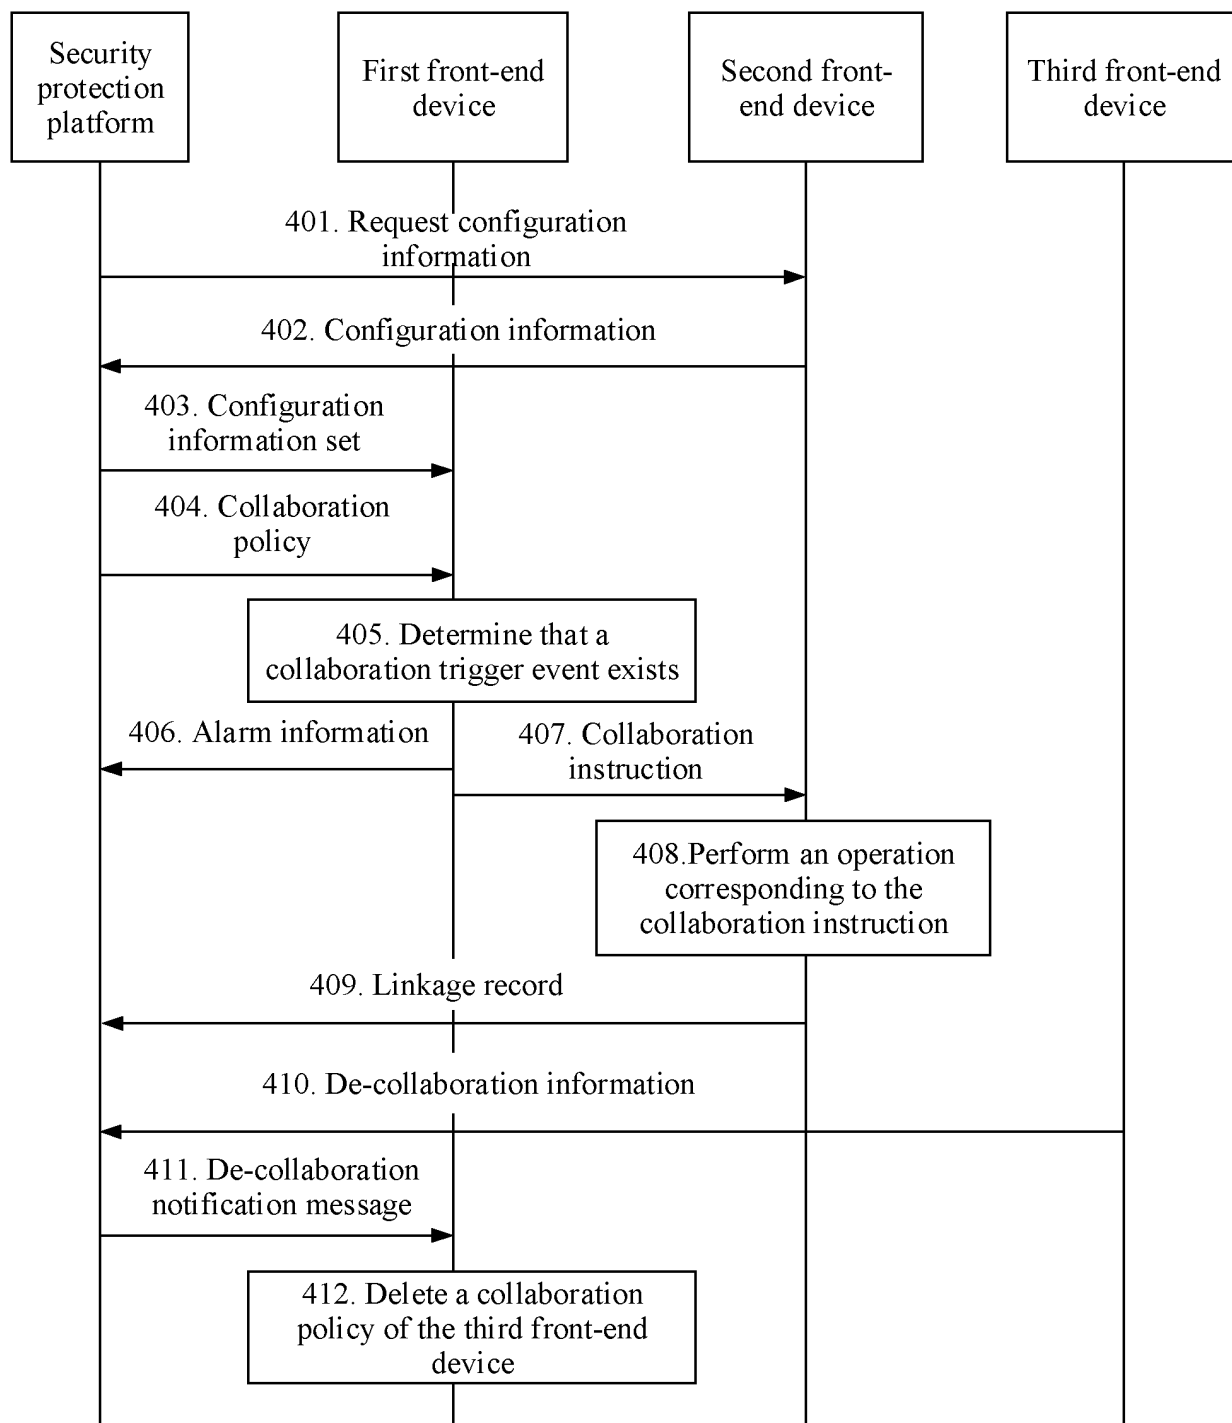 Security
protection
platform
First front-end
device
Second front-
end device
Third front-end
device
401. Request configuration
information
402. Configuration information
403. Configuration
information set
404. Collaboration
policy
405. Determine that a
collaboration trigger event exists
406. Alarm information
407. Collaboration
instruction
408.Perform an operation
corresponding to the
collaboration instruction
409. Linkage record
410. De-collaboration information
411. De-collaboration
notification message
412. Delete a collaboration
policy of the third front-end
device